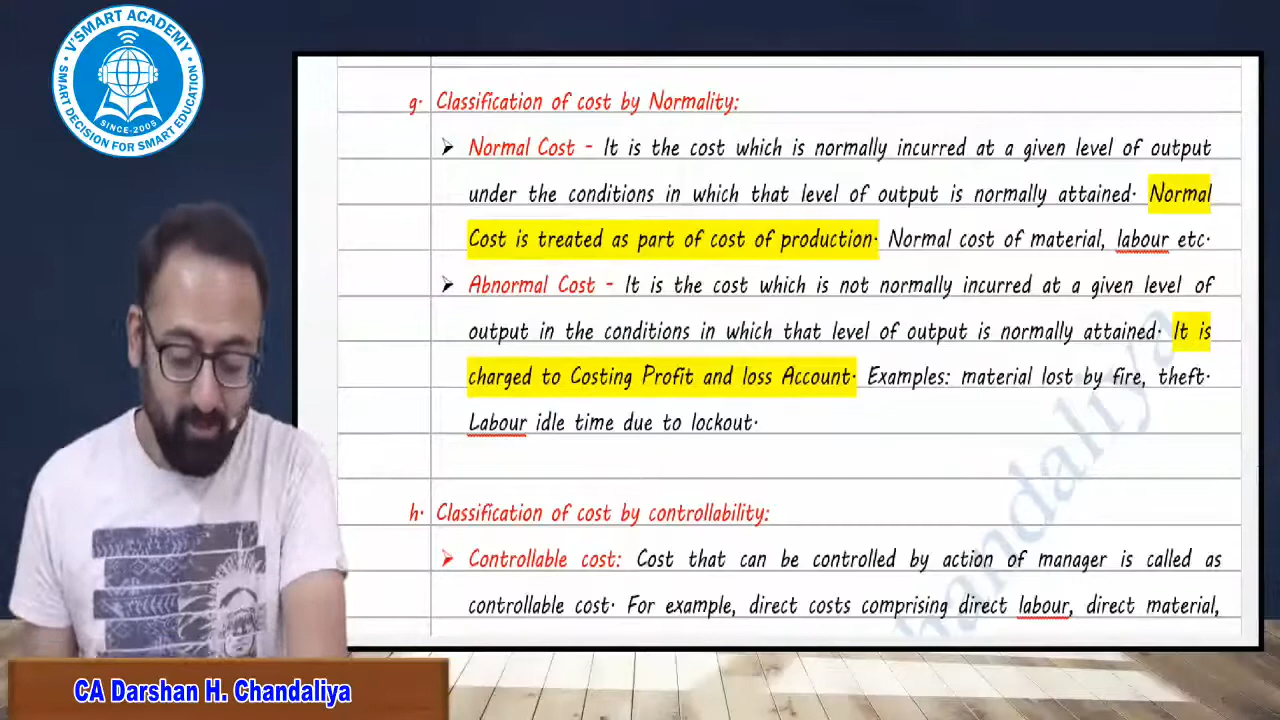 V'SMART ACADEMY
SMART DECISION FOR SMART EDUCATION
SINCE-2005
g. Classification of cost by Normality:
➢ Normal Cost - It is the cost which is normally incurred at a given level of output
under the conditions in which that level of output is normally attained. Normal
Cost is treated as part of cost of production. Normal cost of material, labour etc.
➢ Abnormal Cost - It is the cost which is not normally incurred at a given level of
output in the conditions in which that level of output is normally attained. It is
charged to Costing Profit and loss Account. Examples: material lost by fire, theft.
Labour idle time due to lockout.
h. Classification of cost by controllability:
➢ Controllable cost: Cost that can be controlled by action of manager is called as
controllable cost. For example, direct costs comprising direct labour, direct material,
CA Darshan H. Chandaliya